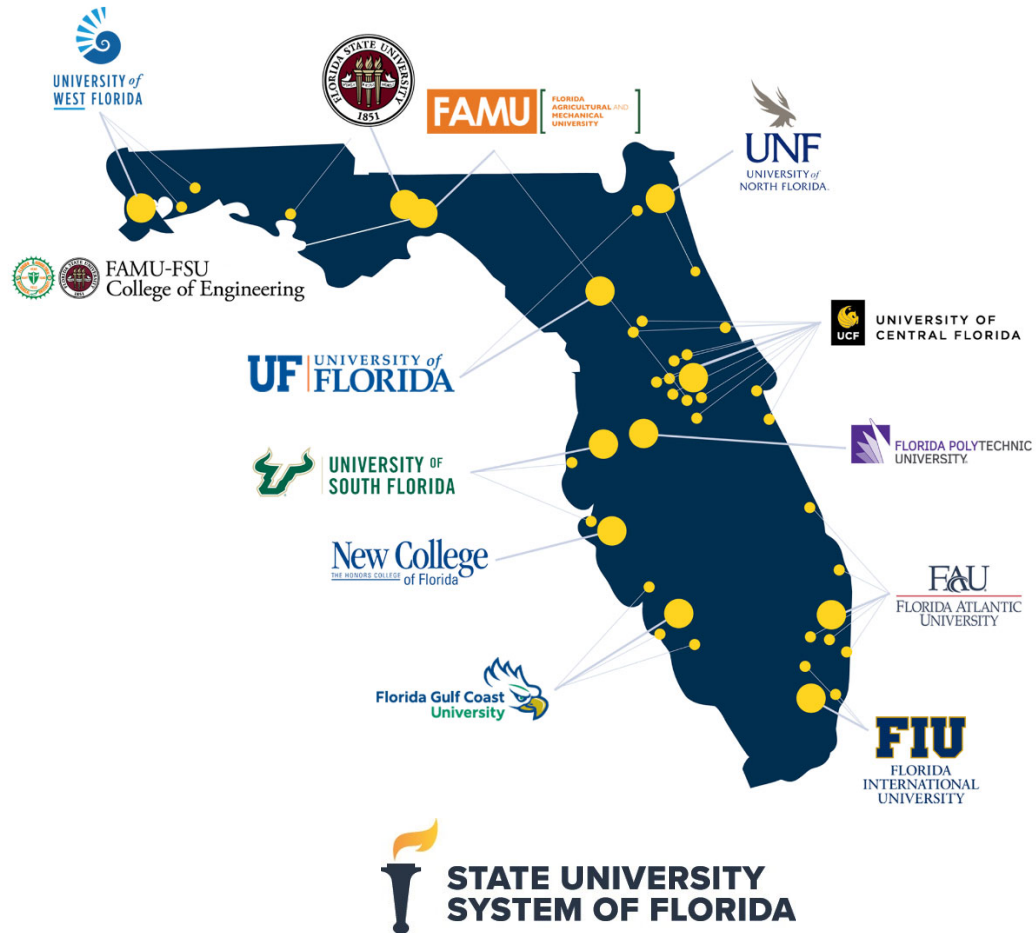 UNIVERSITY of
WEST FLORIDA
FLORIDA STATE UNIVERSITY
1851
FAMU
FLORIDA
AGRICULTURAL AND
MECHANICAL
UNIVERSITY
UNF
UNIVERSITY of
NORTH FLORIDA.
FAMU-FSU
College of Engineering
UCF
UNIVERSITY OF
CENTRAL FLORIDA
UF
UNIVERSITY of
FLORIDA
FLORIDA POLYTECHNIC
UNIVERSITY
UNIVERSITY OF
SOUTH FLORIDA
New College
THE HONORS COLLEGE
of Florida
FAU
FLORIDA ATLANTIC
UNIVERSITY
Florida Gulf Coast
University
FIU
FLORIDA
INTERNATIONAL
UNIVERSITY
STATE UNIVERSITY
SYSTEM OF FLORIDA